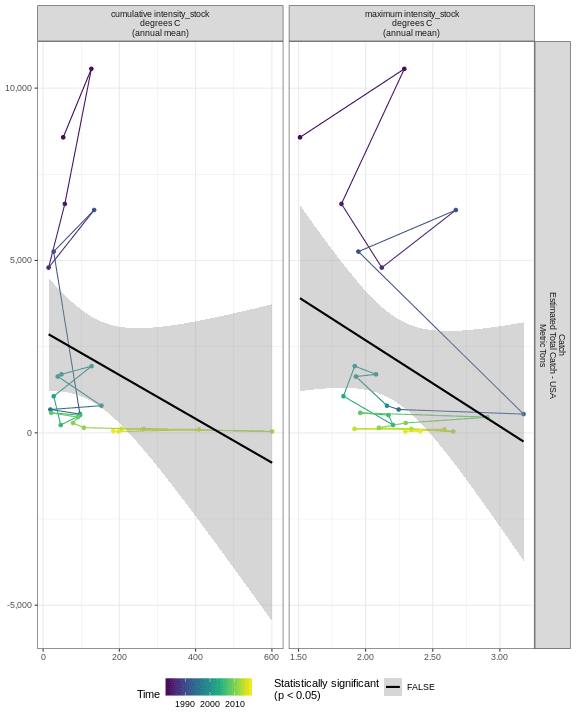 cumulative intensity_stock
degrees C
(annual mean)
maximum intensity_stock
degrees C
(annual mean)
10,000
5,000
0
-5,000
0
200
400
600
1.50
2.00
2.50
3.00
Catch
Estimated Total Catch - USA
Metric Tons
Time
1990
2000
2010
Statistically significant
(p < 0.05)
FALSE